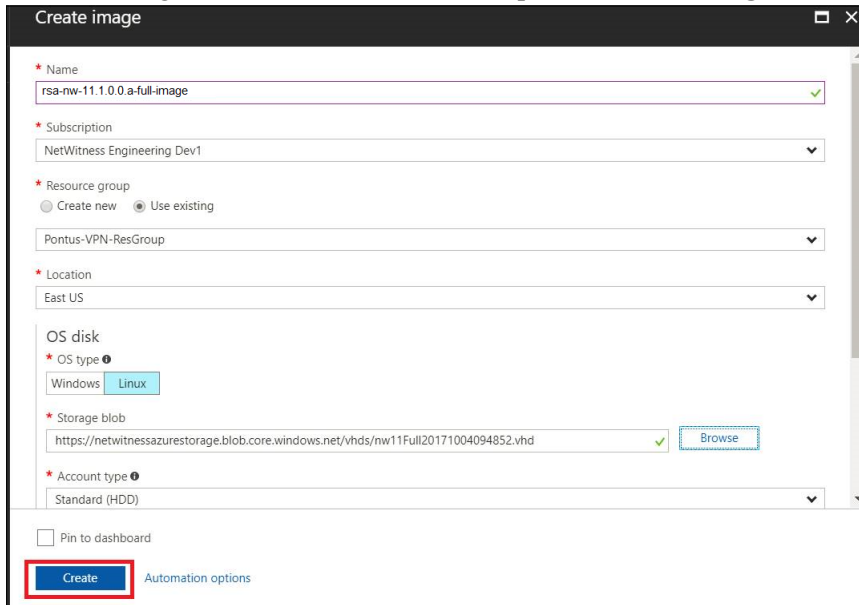 Create image
* Name
rsa-nw-11.1.0.0.a-full-image
* Subscription
NetWitness Engineering Dev1
* Resource group
Create new Use existing
Pontus-VPN-ResGroup
* Location
East US
OS disk
* OS type
Windows Linux
* Storage blob
https://netwitnessazurestorage.blob.core.windows.net/vhds/nw11Full20171004094852.vhd Browse
* Account type
Standard (HDD)
Pin to dashboard
Create Automation options